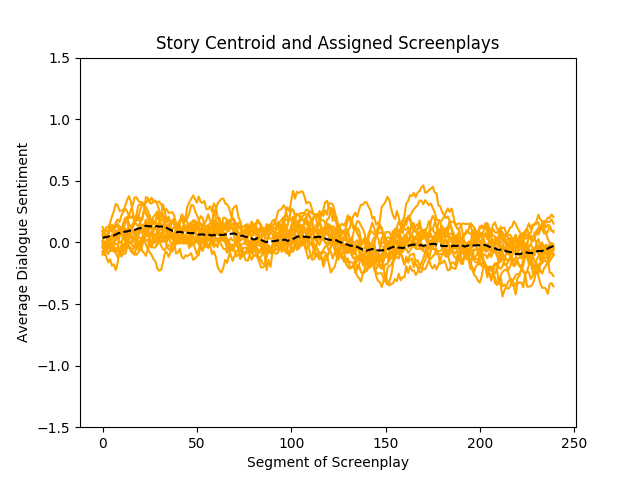 Story Centroid and Assigned Screenplays
1.5
1.0
0.5
0.0
−0.5
−1.0
−1.5
Average Dialogue Sentiment
0 50 100 150 200 250
Segment of Screenplay